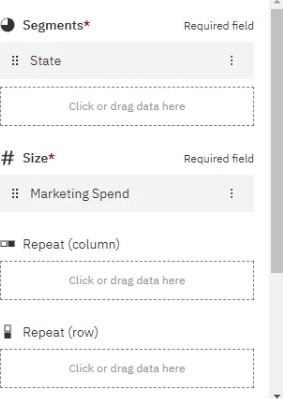 Segments* Required field
State
Click or drag data here
Size* Required field
Marketing Spend
Repeat (column)
Click or drag data here
Repeat (row)
Click or drag data here